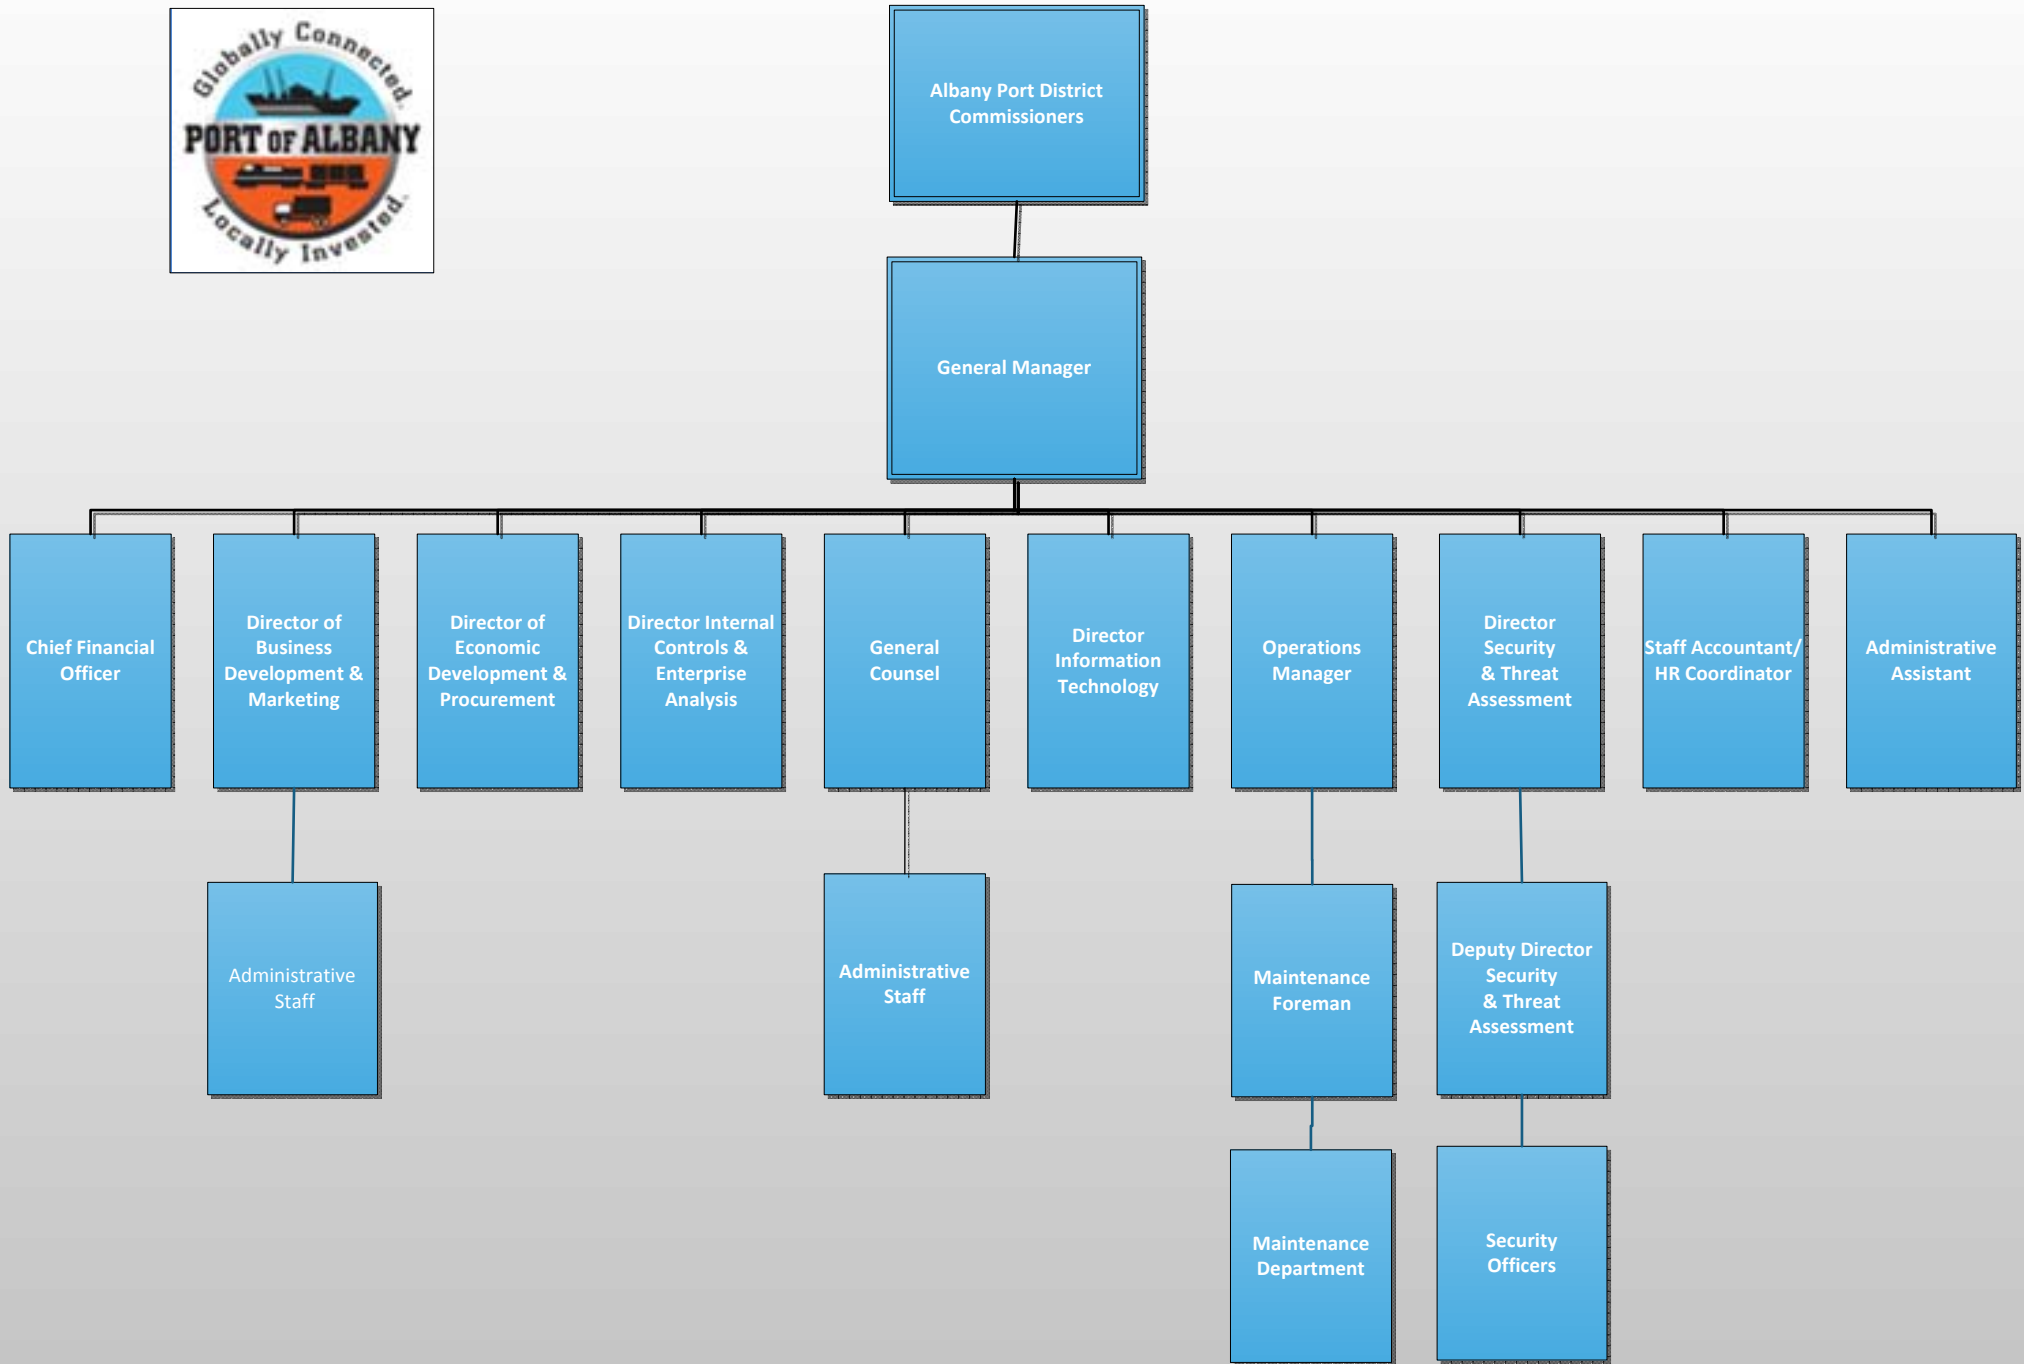 Globally Connected.
PORT OF ALBANY
Locally Invested.
Albany Port District
Commissioners
General Manager
Chief Financial
Officer
Director of
Business
Development &
Marketing
Director of
Economic
Development &
Procurement
Director Internal
Controls &
Enterprise
Analysis
General
Counsel
Director
Information
Technology
Operations
Manager
Director
Security
& Threat
Assessment
Staff Accountant/
HR Coordinator
Administrative
Assistant
Administrative
Staff
Administrative
Staff
Maintenance
Foreman
Deputy Director
Security
& Threat
Assessment
Maintenance
Department
Security
Officers